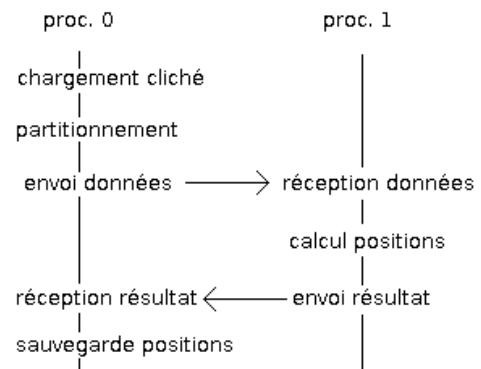 proc. 0
proc. 1
chargement cliché
partitionnement
envoi données
réception données
calcul positions
réception résultat
envoi résultat
sauvegarde positions